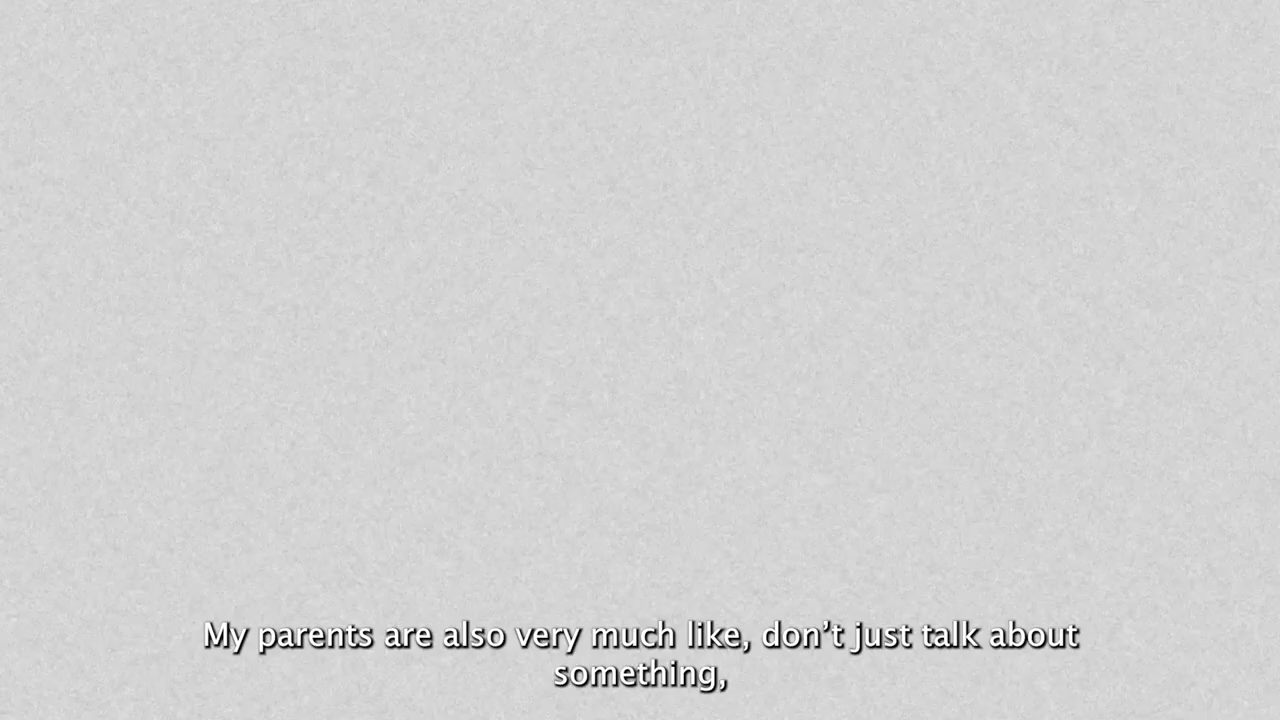 My parents are also very much like, don’t just talk about
something,